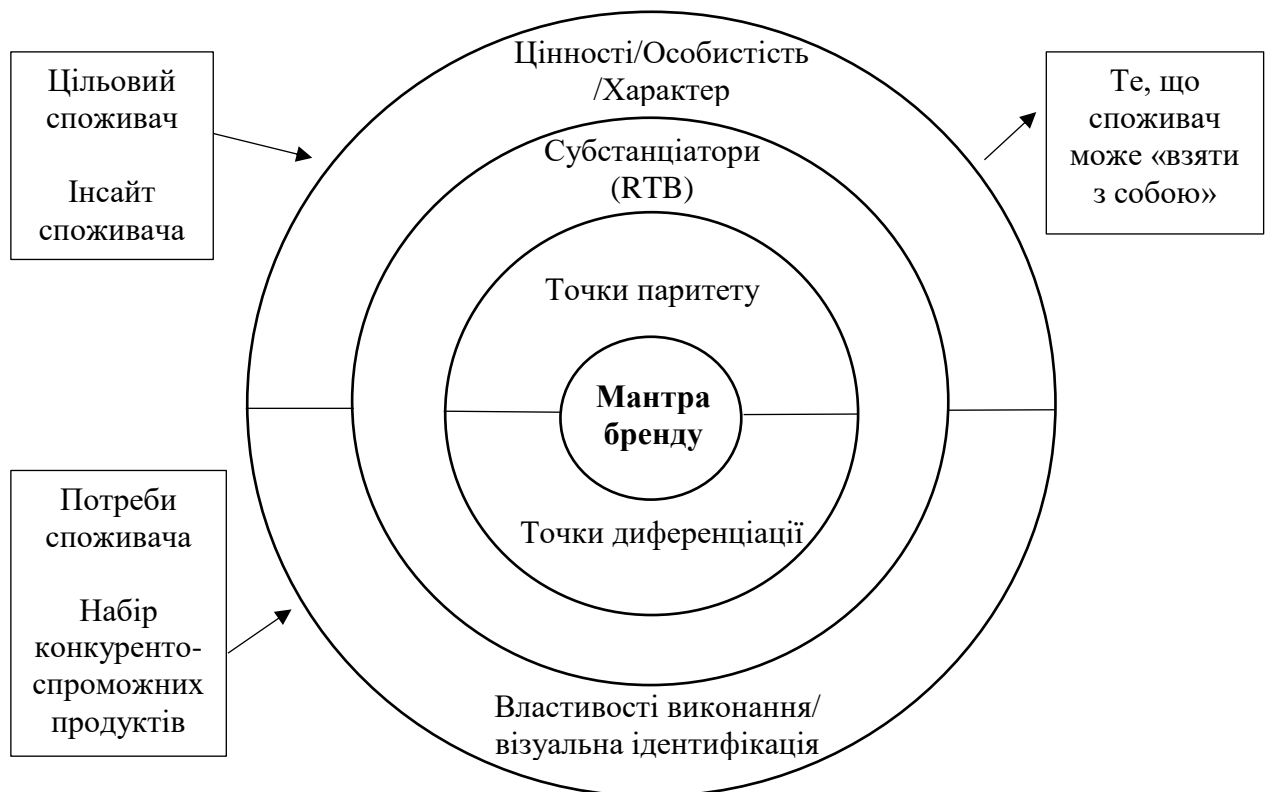 Цільовий
споживач
Інсайт
споживача
Цінності/Особистість
/Характер
Те, що
споживач
може «взяти
з собою»
Субстанціатори
(RTB)
Точки паритету
Мантра
бренду
Точки диференціації
Потреби
споживача
Набір
конкуренто-
спроможних
продуктів
Властивості виконання/
візуальна ідентифікація